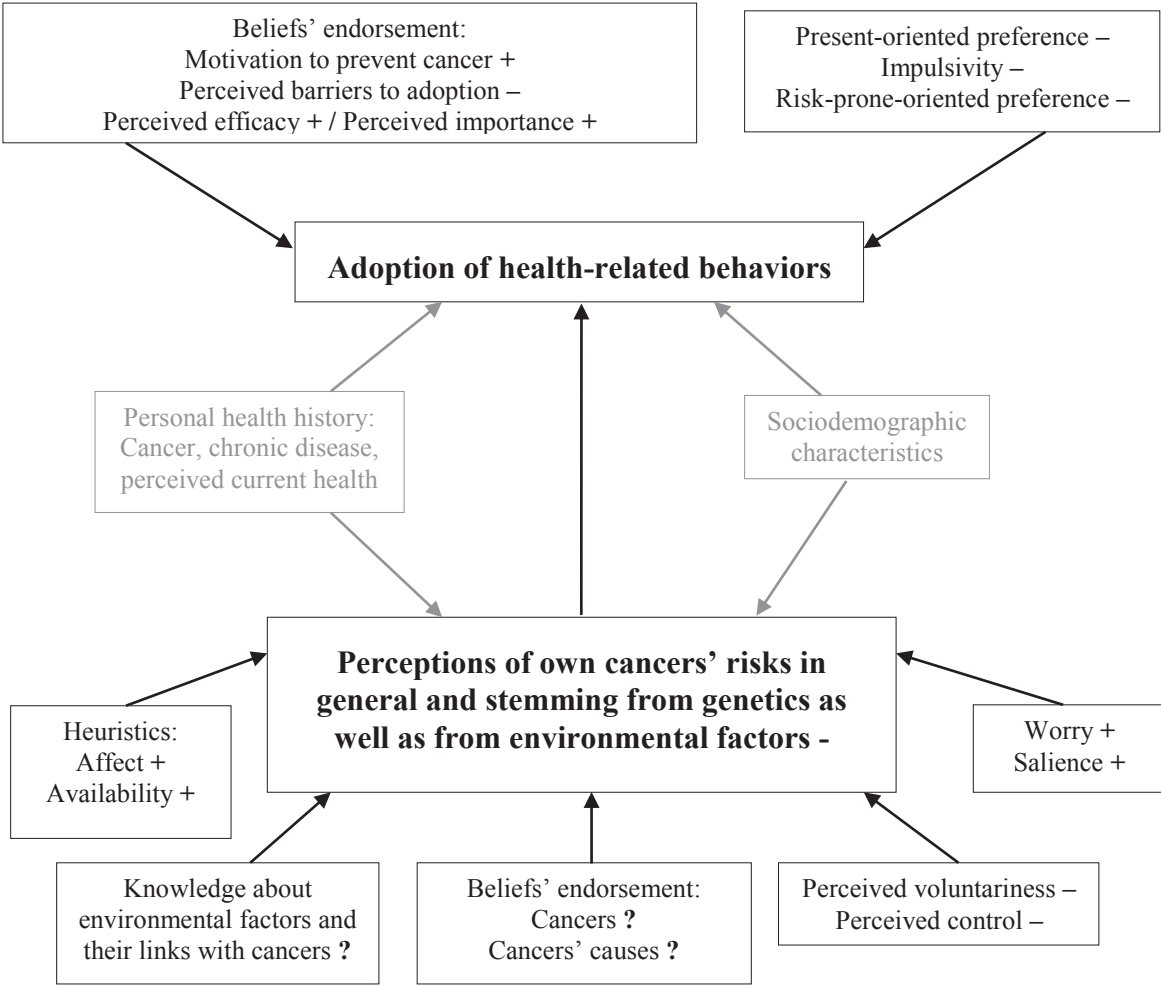 Beliefs’ endorsement:
Motivation to prevent cancer +
Perceived barriers to adoption –
Perceived efficacy + / Perceived importance +
Present-oriented preference –
Impulsivity –
Risk-prone-oriented preference –
Adoption of health-related behaviors
Personal health history:
Cancer, chronic disease,
perceived current health
Sociodemographic
characteristics
Perceptions of own cancers’ risks in
general and stemming from genetics as
well as from environmental factors -
Heuristics:
Affect +
Availability +
Worry +
Salience +
Knowledge about
environmental factors and
their links with cancers ?
Beliefs’ endorsement:
Cancers ?
Cancers’ causes ?
Perceived voluntariness –
Perceived control –